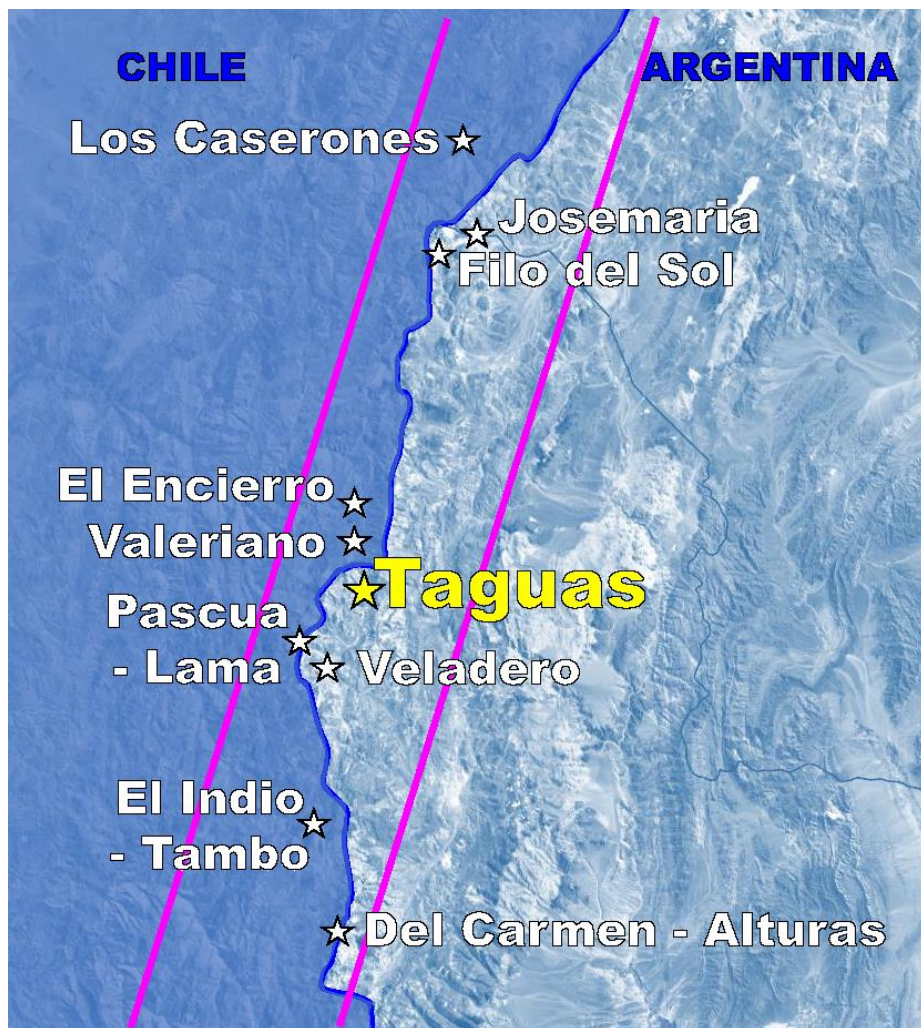 CHILE
ARGENTINA
Los Caserones
Josemaria
Filo del Sol
El Encierro
Valeriano
Taguas
Pascua
- Lama
Veladero
El Indio
- Tambo
Del Carmen - Alturas